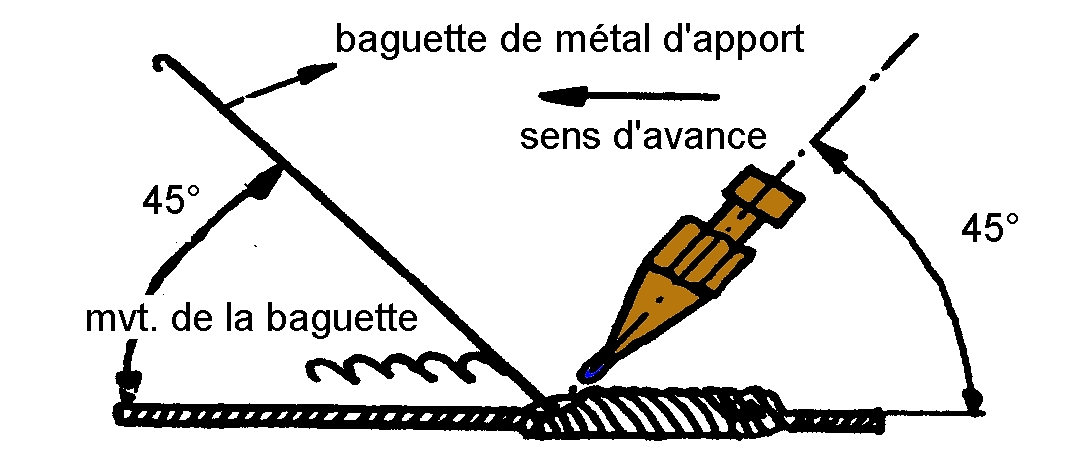 baguette de métal d'apport
sens d'avance
45°
45°
mvt. de la baguette